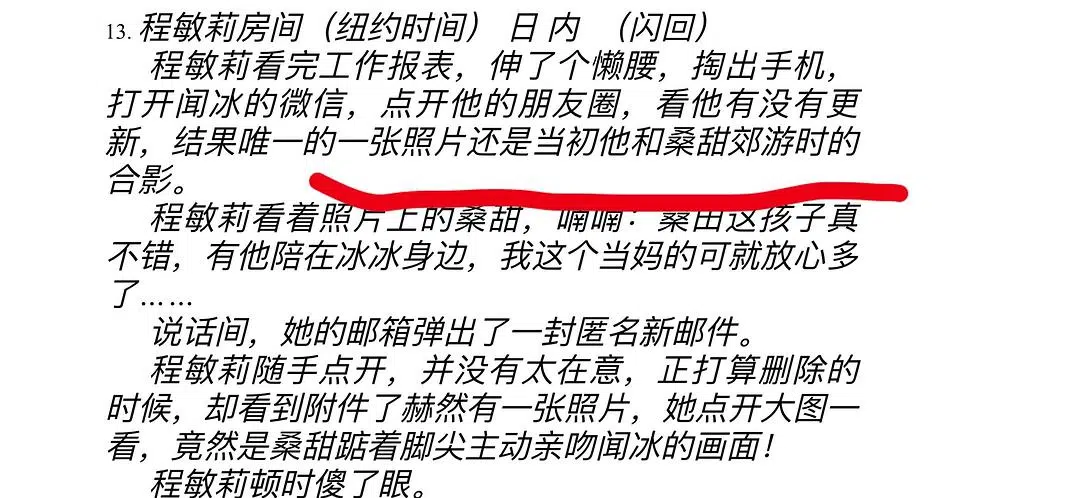 13. 程敏莉房间（纽约时间） 日 内 （闪回）
程敏莉看完工作报表，伸了个懒腰，掏出手机，
打开闻冰的微信，点开他的朋友圈，看他有没有更
新，结果唯一的一张照片还是当初他和桑甜郊游时的
合影。
程敏莉看着照片上的桑甜，喃喃：桑田这孩子真
不错，有他陪在冰冰身边，我这个当妈的可就放心多
了……
说话间，她的邮箱弹出了一封匿名新邮件。
程敏莉随手点开，并没有太在意，正打算删除的
时候，却看到附件了赫然有一张照片，她点开大图一
看，竟然是桑甜踮着脚尖主动亲吻闻冰的画面！
程敏莉顿时傻了眼。